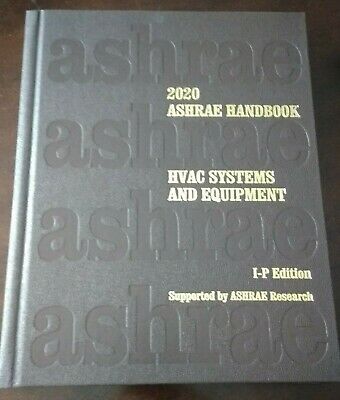 ashrae
2020
ASHRAE HANDBOOK
ashrae
HVAC SYSTEMS
AND EQUIPMENT
ashrae
I-P Edition
Supported by ASHRAE Research
ashrae